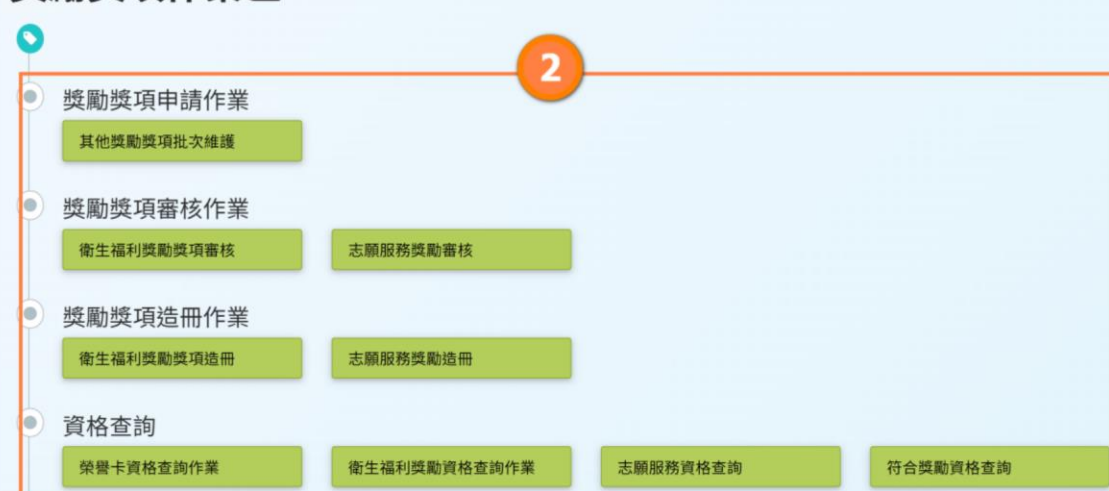 2
獎勵獎項申請作業
其他獎勵獎項批次維護
獎勵獎項審核作業
衛生福利獎勵獎項審核
志願服務獎勵審核
獎勵獎項造冊作業
衛生福利獎勵獎項造冊
志願服務獎勵造冊
資格查詢
榮譽卡資格查詢作業
衛生福利獎勵資格查詢作業
志願服務資格查詢
符合獎勵資格查詢